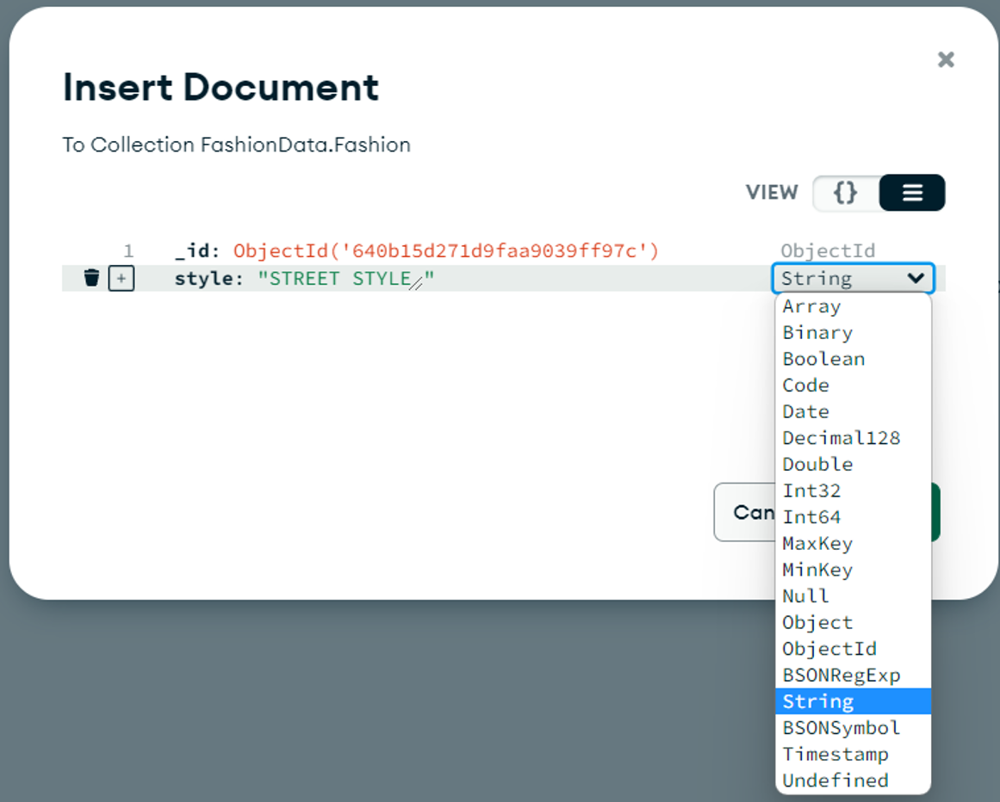 Insert Document
To Collection FashionData.Fashion
VIEW {}
1 _id: ObjectId('640b15d271d9faa9039ff97c') ObjectId
+ style: "STREET STYLE" String
Array
Binary
Boolean
Code
Date
Decimal128
Double
Int32
Can
Int64
MaxKey
MinKey
Null
Object
ObjectId
BSONRegExp
String
BSONSymbol
Timestamp
Undefined